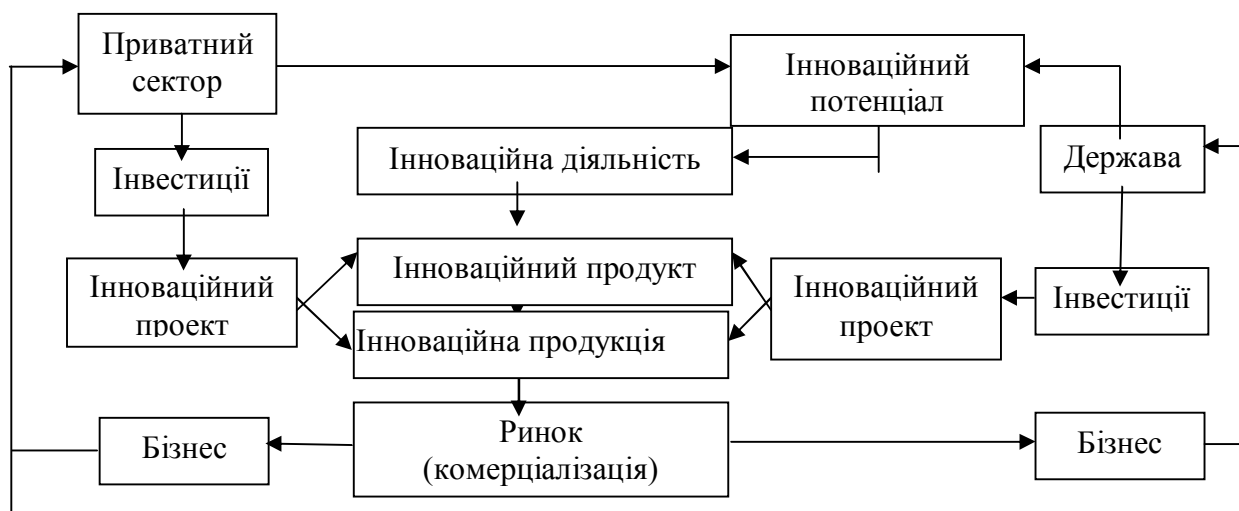 Приватний
сектор
Інноваційний
потенціал
Інноваційна діяльність
Держава
Інвестиції
Інноваційний продукт
Інноваційний
проект
Інноваційний
проект
Інвестиції
Інноваційна продукція
Бізнес
Ринок
(комерціалізація)
Бізнес